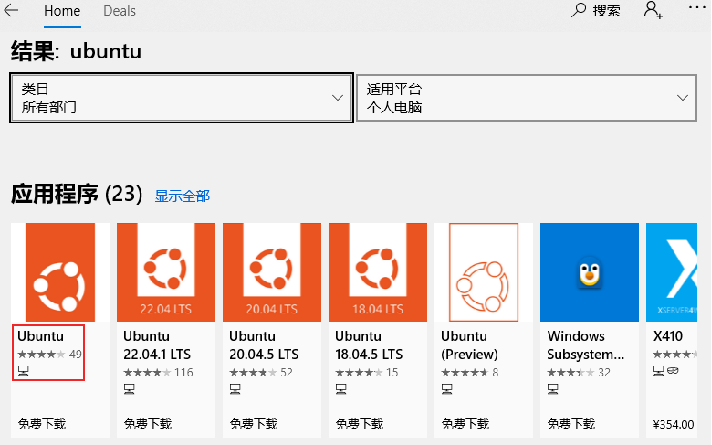 Home Deals 搜索
结果: ubuntu
类目 适用平台
所有部门 个人电脑
应用程序 (23) 显示全部
22.04 LTS 20.04 LTS 18.04 LTS
Ubuntu Ubuntu Ubuntu Ubuntu Ubuntu Windows X410
22.04.1 LTS 20.04.5 LTS 18.04.5 LTS (Preview) Subsystem...
49
116 52 15 8 32
免费下载 免费下载 免费下载 免费下载 免费下载 免费下载 ¥354.00